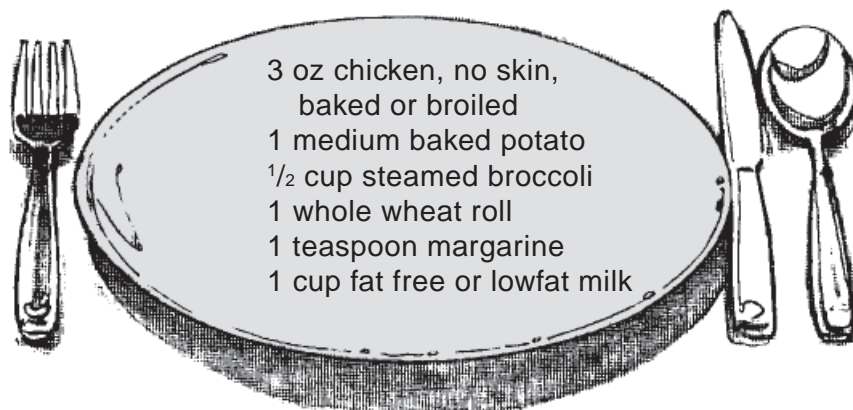 3 oz chicken, no skin,
baked or broiled
1 medium baked potato
1/2 cup steamed broccoli
1 whole wheat roll
1 teaspoon margarine
1 cup fat free or lowfat milk